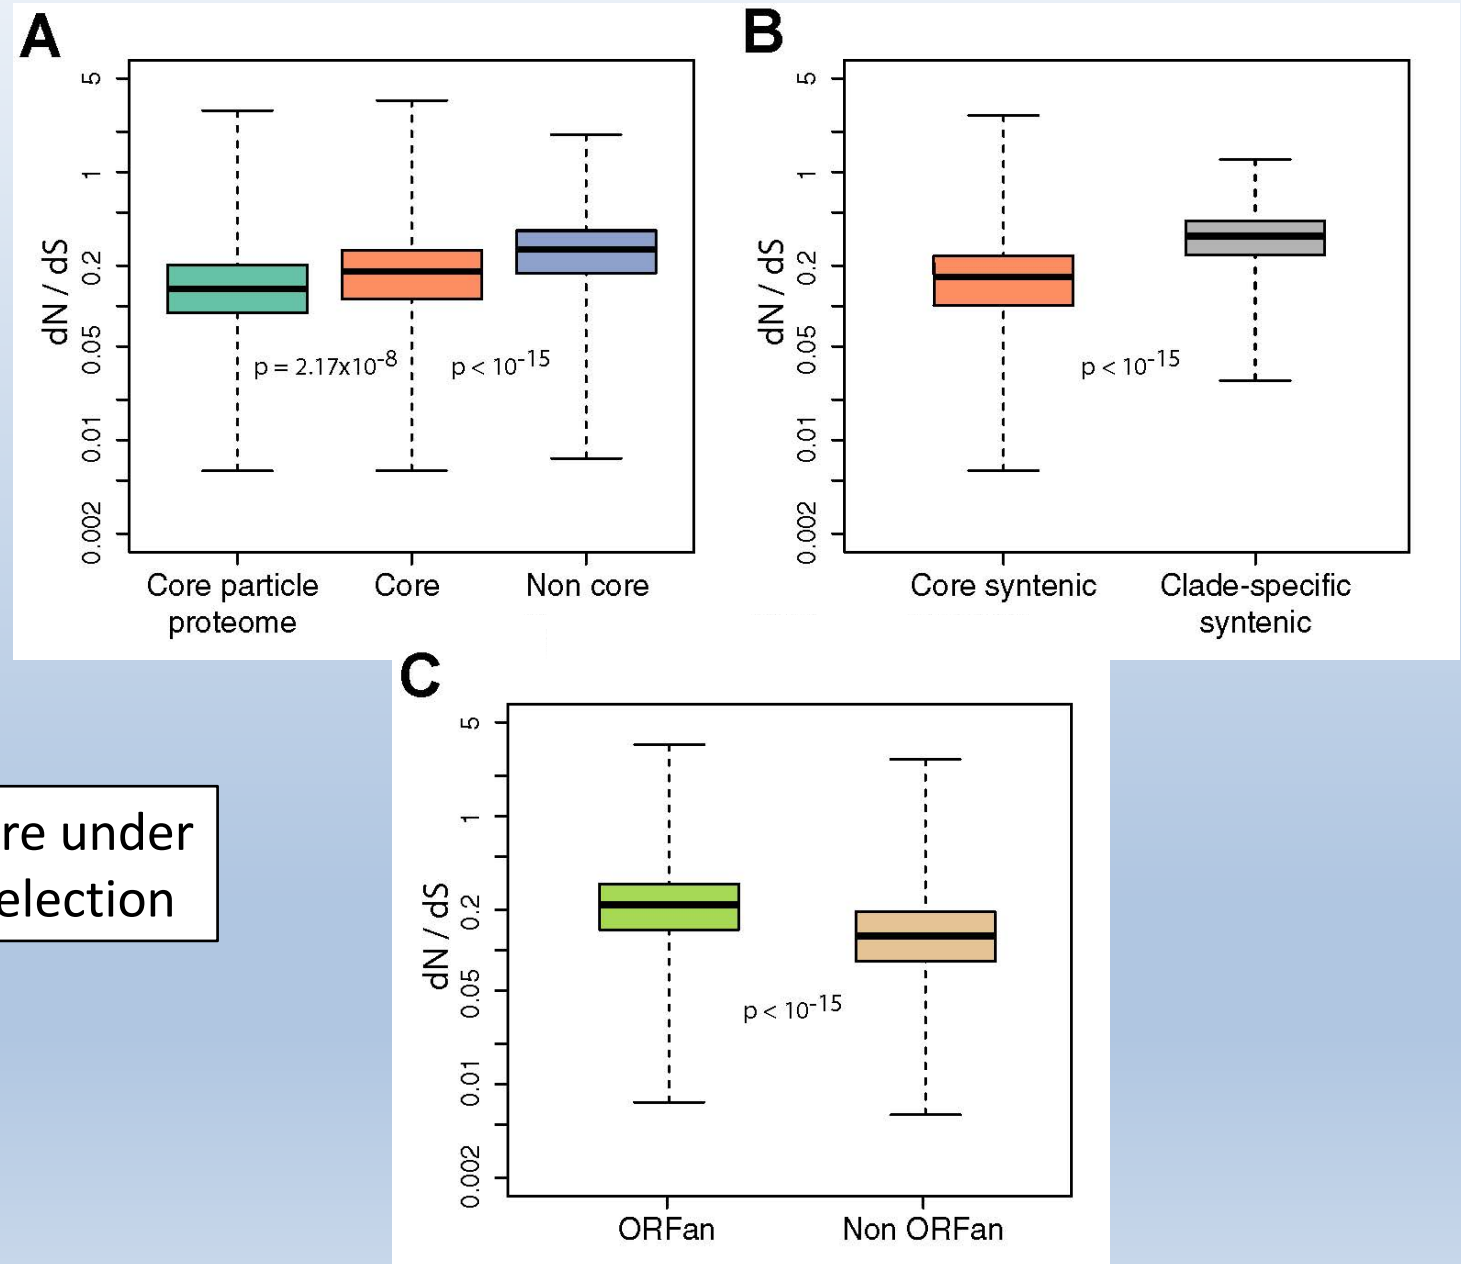 A
dN / dS
5
1
0.2
0.05
0.01
0.002
p = 2.17x10-8
p < 10-15
Core particle
proteome
Core
Non core
B
dN / dS
5
1
0.2
0.05
0.01
0.002
p < 10-15
Core syntenic
Clade-specific
syntenic
re under
election
C
dN / dS
5
1
0.2
0.05
0.01
0.002
p < 10-15
ORFan
Non ORFan